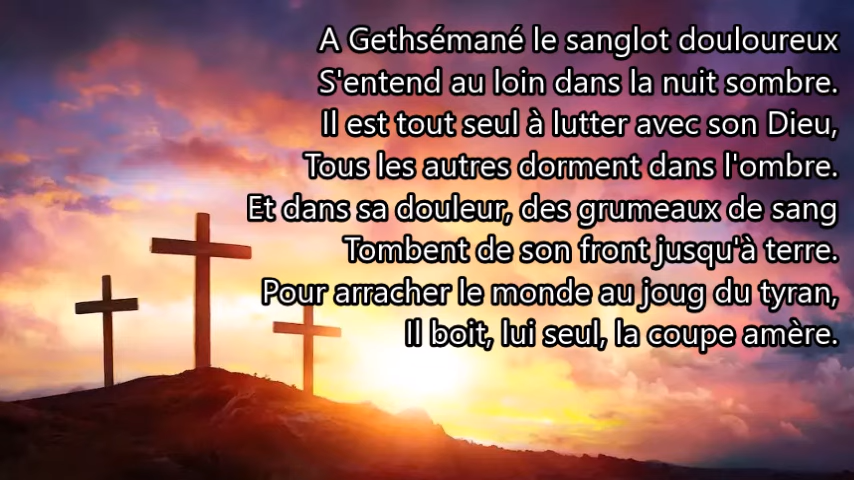 A Gethsémané le sanglot douloureux
S'entend au loin dans la nuit sombre.
Il est tout seul à lutter avec son Dieu,
Tous les autres dorment dans l'ombre.
Et dans sa douleur, des grumeaux de sang
Tombent de son front jusqu'à terre.
Pour arracher le monde au joug du tyran,
Il boit, lui seul, la coupe amère.